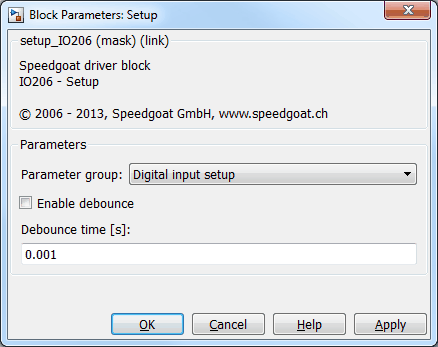 Block Parameters: Setup
setup_IO206 (mask) (link)
Speedgoat driver block
IO206 - Setup
© 2006 - 2013, Speedgoat GmbH, www.speedgoat.ch
Parameters
Parameter group: Digital input setup
Enable debounce
Debounce time [s]:
0.001
OK Cancel Help Apply